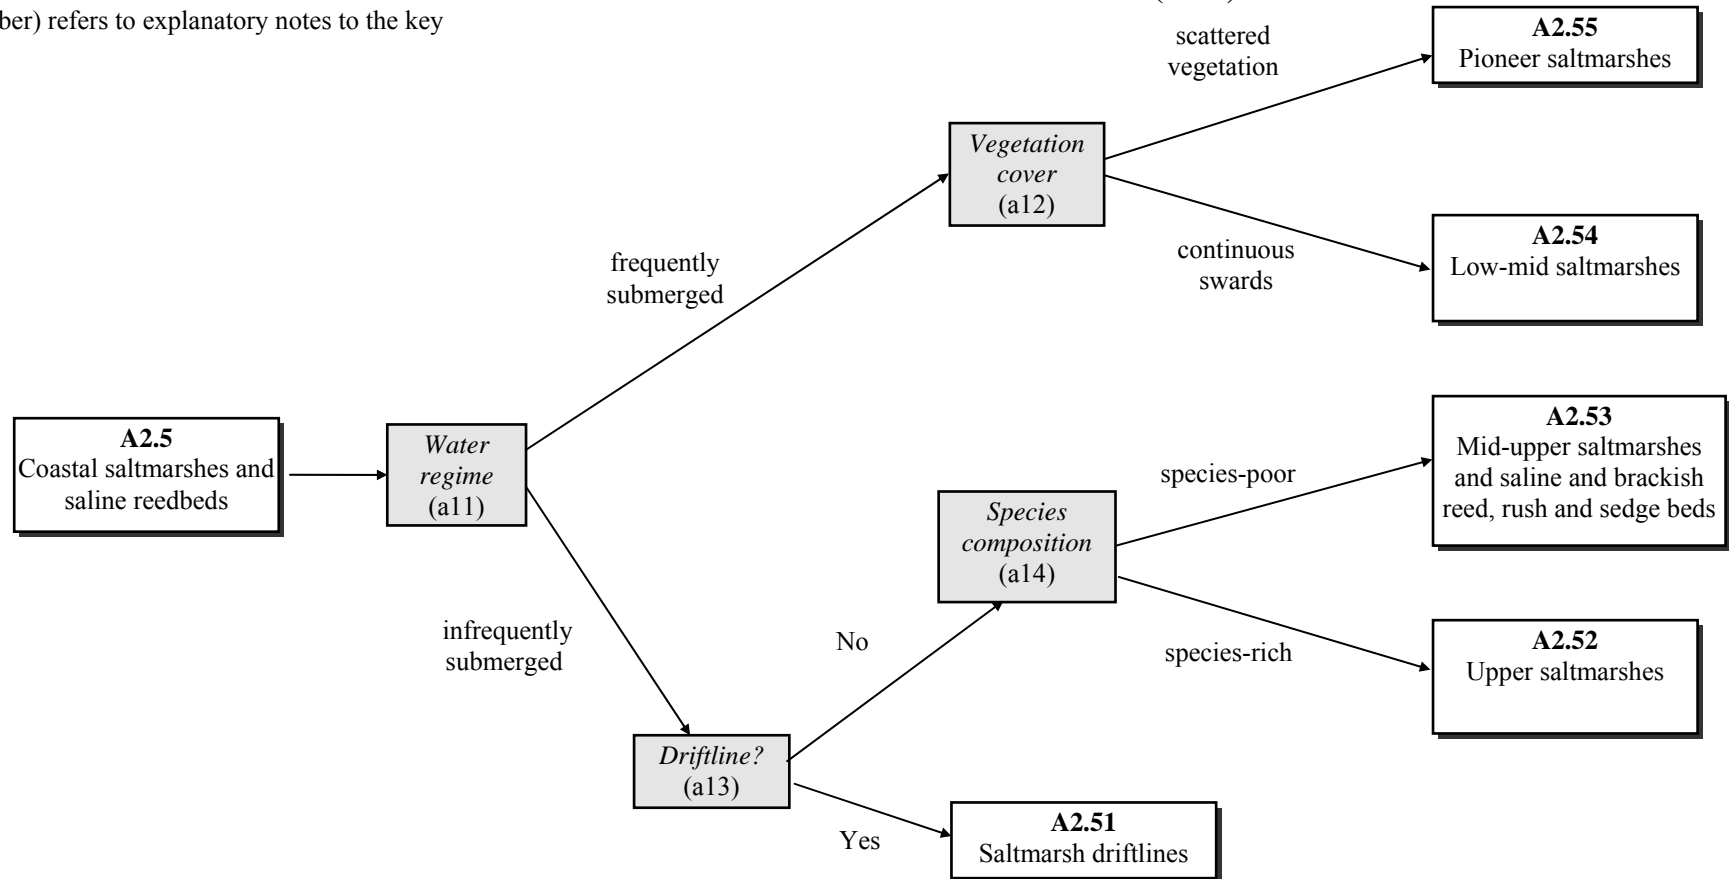 ber) refers to explanatory notes to the key
scattered
vegetation
A2.55
Pioneer saltmarshes
Vegetation
cover
(a12)
continuous
swards
A2.54
Low-mid saltmarshes
frequently
submerged
A2.5
Coastal saltmarshes and
saline reedbeds
Water
regime
(a11)
infrequently
submerged
species-poor
A2.53
Mid-upper saltmarshes
and saline and brackish
reed, rush and sedge beds
Species
composition
(a14)
species-rich
A2.52
Upper saltmarshes
No
Driftline?
(a13)
Yes
A2.51
Saltmarsh driftlines